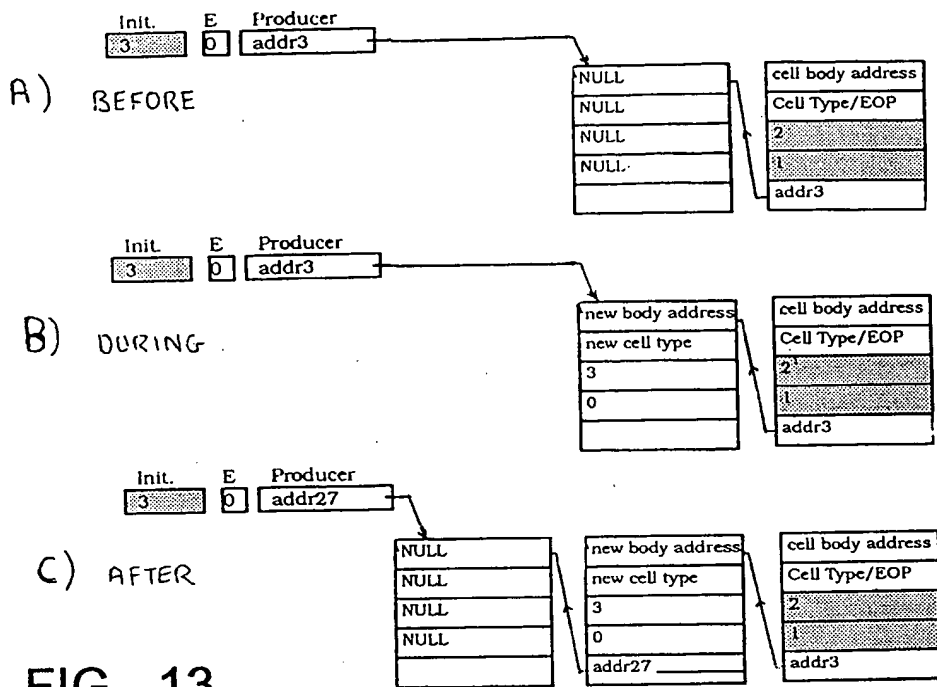 Init. E Producer
3 0 addr3
A) BEFORE
NULL
NULL
NULL
NULL
cell body address
Cell Type/EOP
2
1
addr3
Init. E Producer
3 0 addr3
B) DURING
new body address
new cell type
3
0
cell body address
Cell Type/EOP
2
1
addr3
Init. E Producer
3 0 addr27
C) AFTER
NULL
NULL
NULL
NULL
new body address
new cell type
3
0
addr27
cell body address
Cell Type/EOP
2
1
addr3
FIG. 13